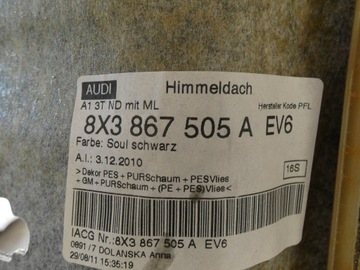 AUDI Himmeldach
A1 3T ND mit ML Hersteller Kode PFL
8X3 867 505 A EV6
Farbe: Soul schwarz
A.I.: 3.12.2010
16S
>Dekor PES + PURSchaum + PESVlies
+GM + PURSchaum + (PE + PES)Vlies<
IACG Nr.:8X3 867 505 A EV6
0691 / 7 DOLANSKA Anna
29/08/11 15:35:19